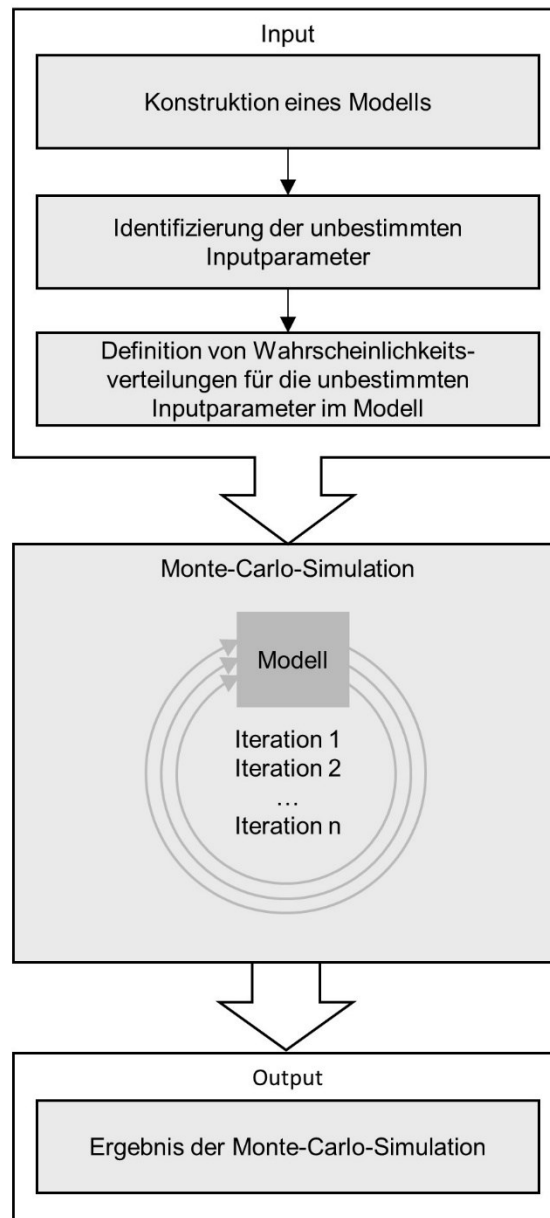 Input
Konstruktion eines Modells
Identifizierung der unbestimmten
Inputparameter
Definition von Wahrscheinlichkeits-
verteilungen für die unbestimmten
Inputparameter im Modell
Monte-Carlo-Simulation
Modell
Iteration 1
Iteration 2
…
Iteration n
Output
Ergebnis der Monte-Carlo-Simulation